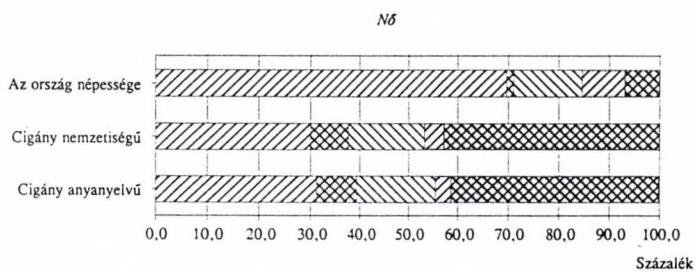 Nő
Az ország népessége
Cigány nemzetiségű
Cigány anyanyelvű
0,0 10,0 20,0 30,0 40,0 50,0 60,0 70,0 80,0 90,0 100,0
Százalék